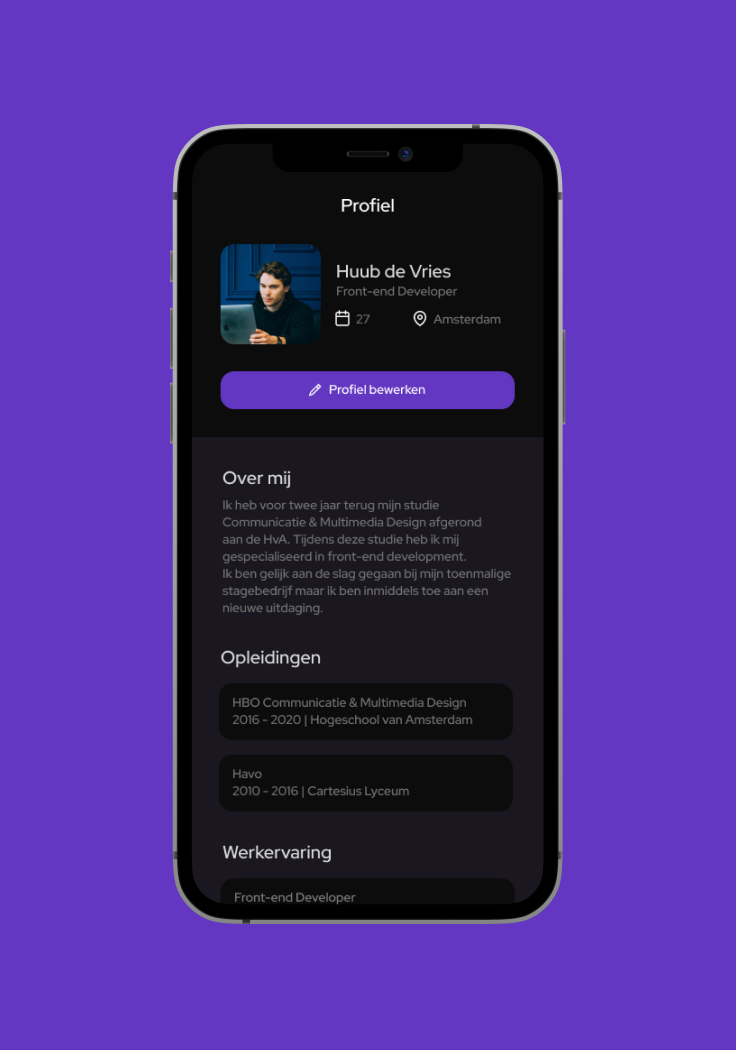 Profiel
Huub de Vries
Front-end Developer
27
Amsterdam
Profiel bewerken
Over mij
Ik heb voor twee jaar terug mijn studie
Communicatie & Multimedia Design afgerond
aan de HvA. Tijdens deze studie heb ik mij
gespecialiseerd in front-end development.
Ik ben gelijk aan de slag gegaan bij mijn toenmalige
stagebedrijf maar ik ben inmiddels toe aan een
nieuwe uitdaging.
Opleidingen
HBO Communicatie & Multimedia Design
2016 - 2020 | Hogeschool van Amsterdam
Havo
2010 - 2016 | Cartesius Lyceum
Werkervaring
Front-end Developer